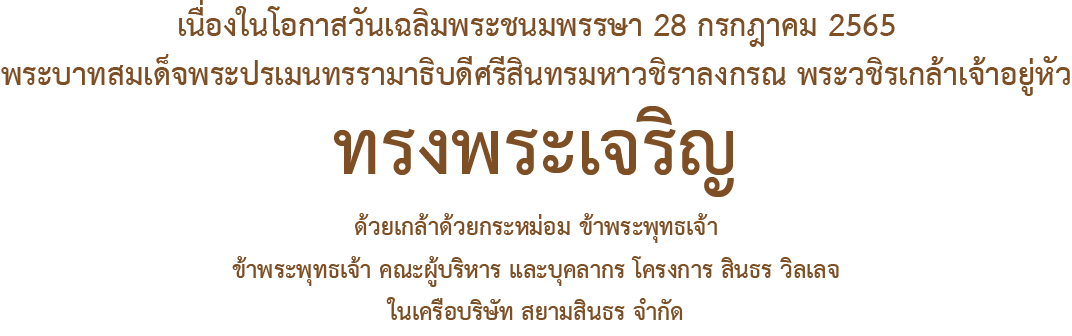 เนื่องในโอกาสวันเฉลิมพระชนมพรรษา 28 กรกฎาคม 2565
พระบาทสมเด็จพระปรเมนทรรามาธิบดีศรีสินทรมหาวชิราลงกรณ พระวชิรเกล้าเจ้าอยู่หัว
ทรงพระเจริญ
ด้วยเกล้าด้วยกระหม่อม ข้าพระพุทธเจ้า
ข้าพระพุทธเจ้า คณะผู้บริหาร และบุคลากร โครงการ สินธร วิลเลจ
ในเครือบริษัท สยามสินธร จำกัด